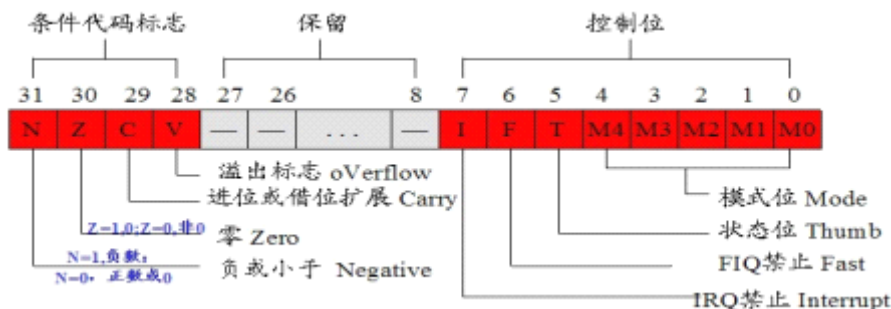 条件代码标志 保留 控制位
31 30 29 28 27 26 8 7 6 5 4 3 2 1 0
N Z C V — — ... — I F T M4 M3 M2 M1 M0
溢出标志 oVerflow
进位或借位扩展 Carry
模式位 Mode
Z=1,0;Z=0,非0 零 Zero
状态位 Thumb
N=1,负数;
负或小于 Negative
N=0,正数或0
FIQ禁止 Fast
IRQ禁止 Interrupt